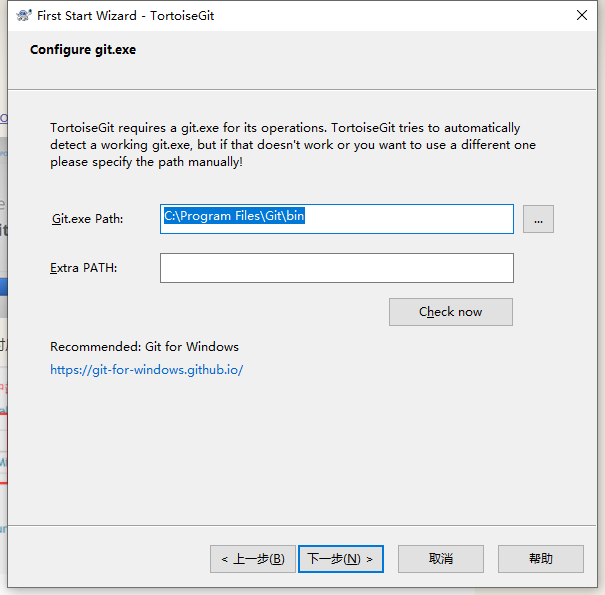 First Start Wizard - TortoiseGit
Configure git.exe
TortoiseGit requires a git.exe for its operations. TortoiseGit tries to automatically
detect a working git.exe, but if that doesn't work or you want to use a different one
please specify the path manually!
Git.exe Path:
C:\Program Files\Git\bin
...
Extra PATH:
Check now
Recommended: Git for Windows
https://git-for-windows.github.io/
< 上一步(B)
下一步(N) >
取消
帮助